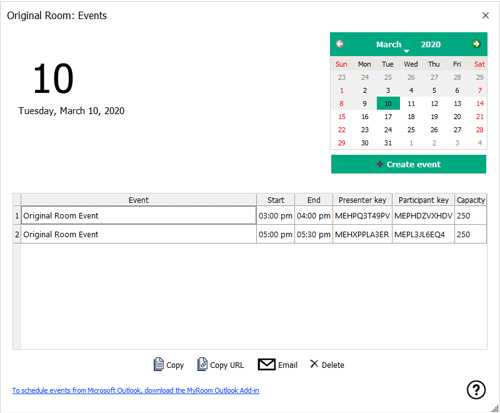 Original Room: Events
10
Tuesday, March 10, 2020
March 2020
Sun Mon Tue Wed Thu Fri Sat
23 24 25 26 27 28 29
1 2 3 4 5 6 7
8 9 10 11 12 13 14
15 16 17 18 19 20 21
22 23 24 25 26 27 28
29 30 31 1 2 3 4
Create event
Event Start End Presenter key Participant key Capacity
1 Original Room Event 03:00 pm 04:00 pm MEHPQ3T49PV MEPHDZVXHDV 250
2 Original Room Event 05:00 pm 05:30 pm MEHXPPLA3ER MEPL3JL6EQ4 250
Copy Copy URL Email Delete
To schedule events from Microsoft Outlook, download the MyRoom Outlook Add-in
?